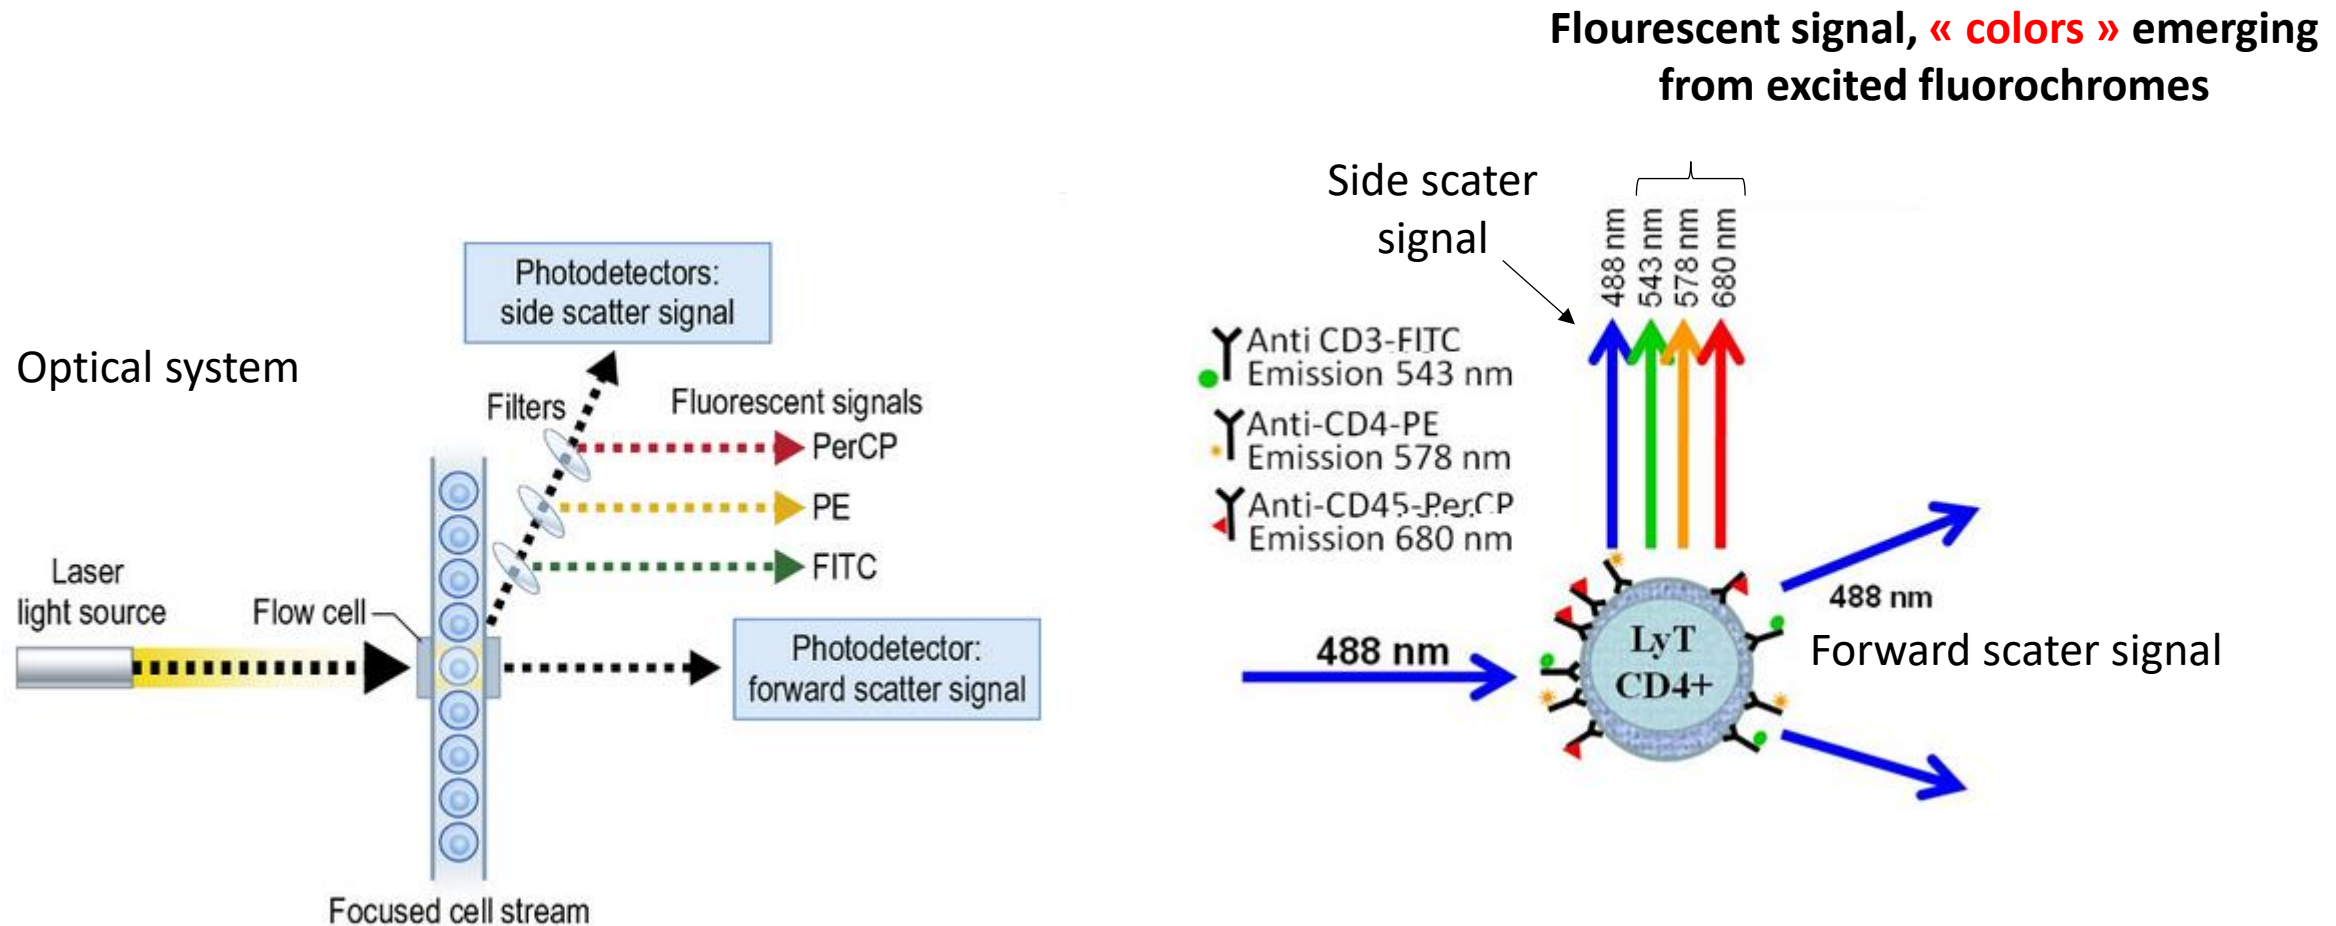 Flourescent signal, « colors » emerging
from excited fluorochromes
Optical system
Photodetectors:
side scatter signal
Filters
Fluorescent signals
PerCP
PE
FITC
Laser
light source
Flow cell
Photodetector:
forward scatter signal
Focused cell stream
Side scater
signal
488 nm
543 nm
578 nm
680 nm
Anti CD3-FITC
Emission 543 nm
Anti-CD4-PE
Emission 578 nm
Anti-CD45-PerCP
Emission 680 nm
488 nm
LyT
CD4+
488 nm
Forward scater signal